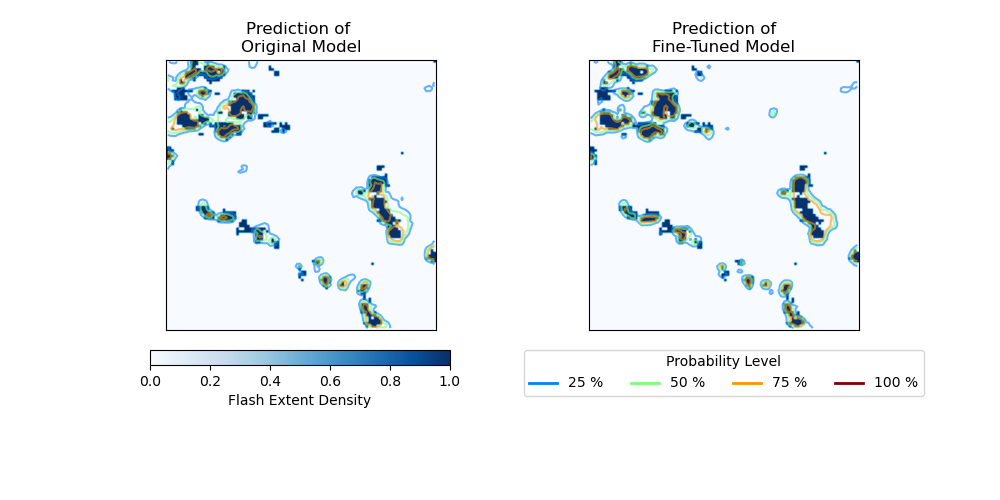 Prediction of
Original Model
Prediction of
Fine-Tuned Model
0.0 0.2 0.4 0.6 0.8 1.0
Flash Extent Density
Probability Level
25 % 50 % 75 % 100 %